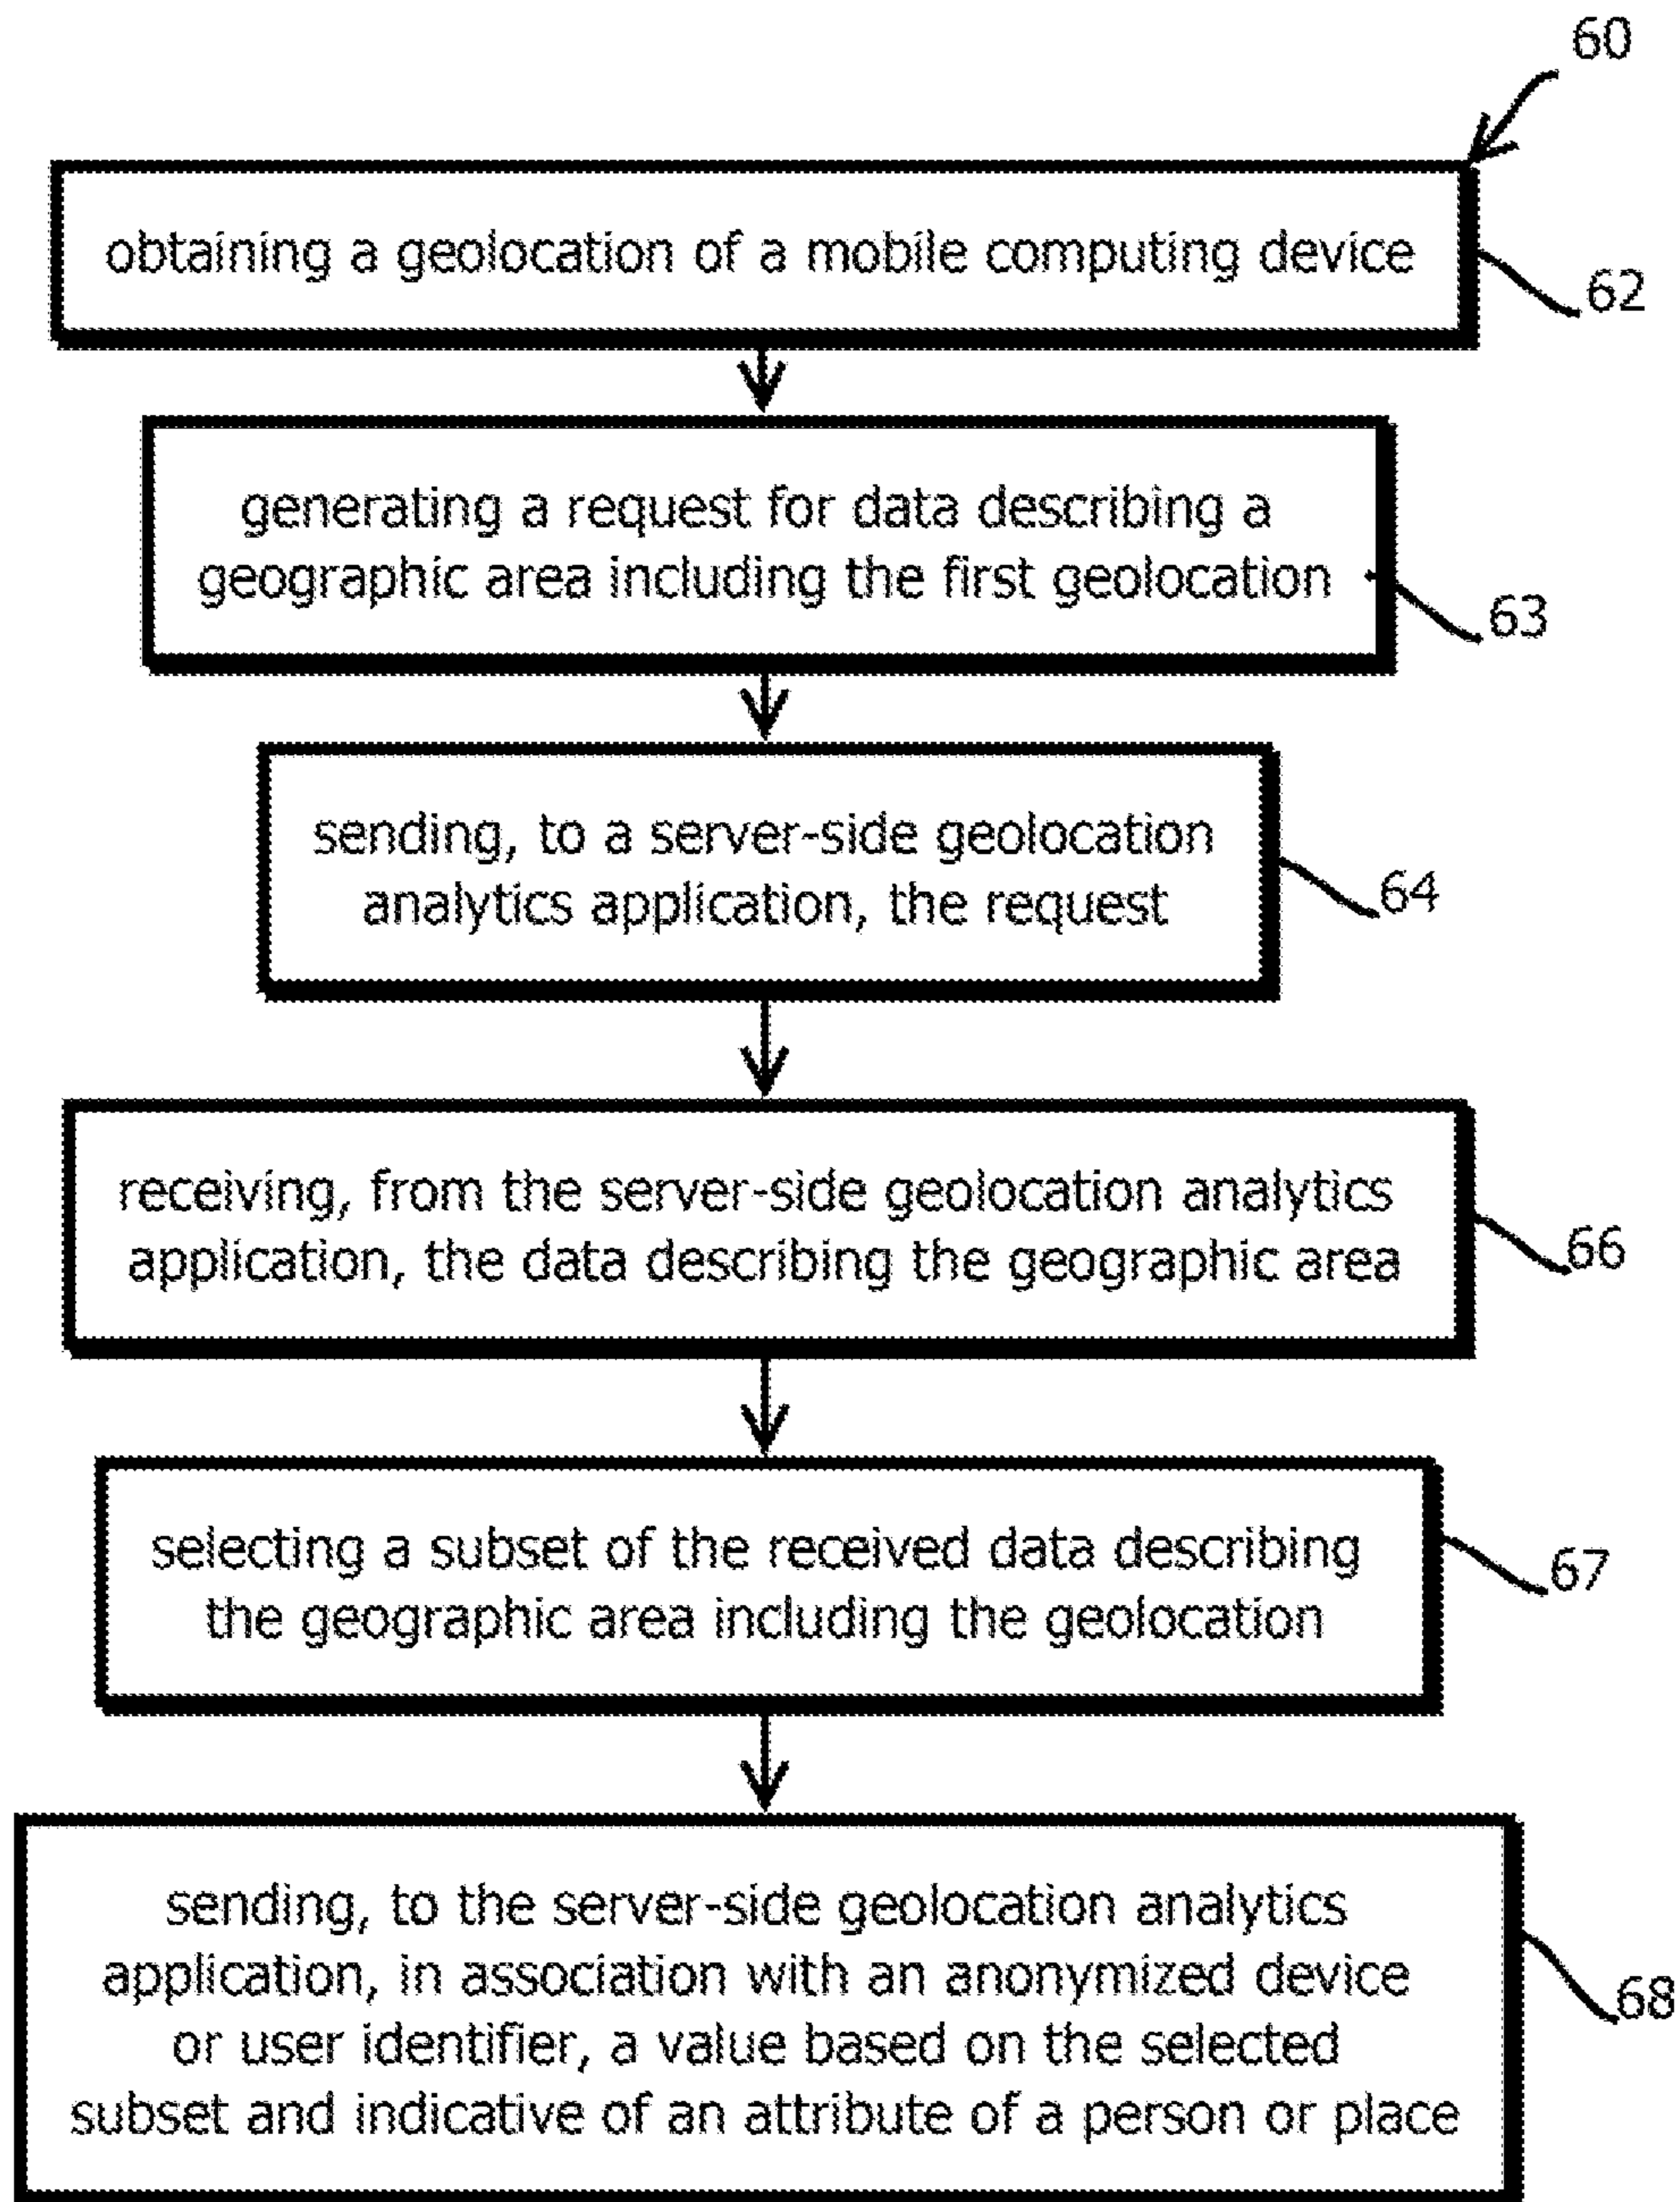 60
obtaining a geolocation of a mobile computing device
62
generating a request for data describing a
geographic area including the first geolocation
63
sending, to a server-side geolocation
analytics application, the request
64
receiving, from the server-side geolocation analytics
application, the data describing the geographic area
66
selecting a subset of the received data describing
the geographic area including the geolocation
67
sending, to the server-side geolocation analytics
application, in association with an anonymized device
or user identifier, a value based on the selected
subset and indicative of an attribute of a person or place
68